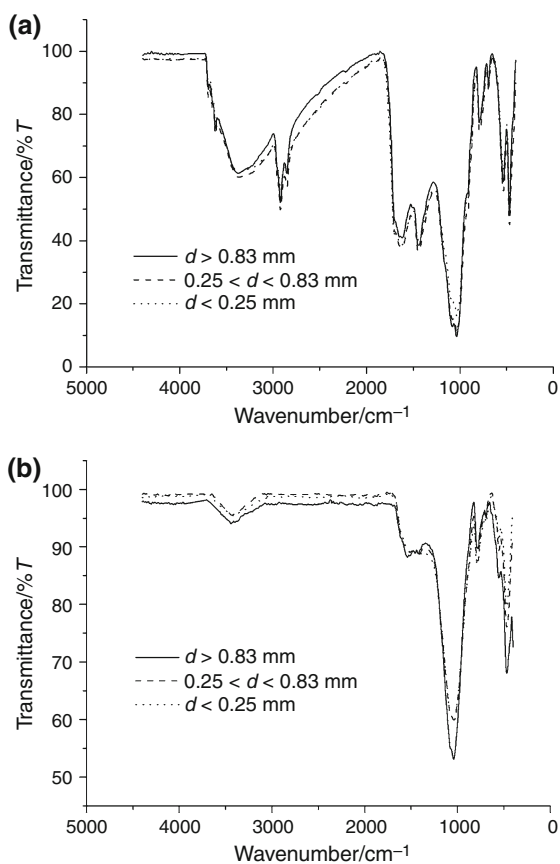 (a)
100
80
60
40
20
0
Transmittance/%T
d > 0.83 mm
0.25 < d < 0.83 mm
d < 0.25 mm
5000 4000 3000 2000 1000 0
Wavenumber/cm⁻¹
(b)
100
90
80
70
60
50
Transmittance/%T
d > 0.83 mm
0.25 < d < 0.83 mm
d < 0.25 mm
5000 4000 3000 2000 1000 0
Wavenumber/cm⁻¹